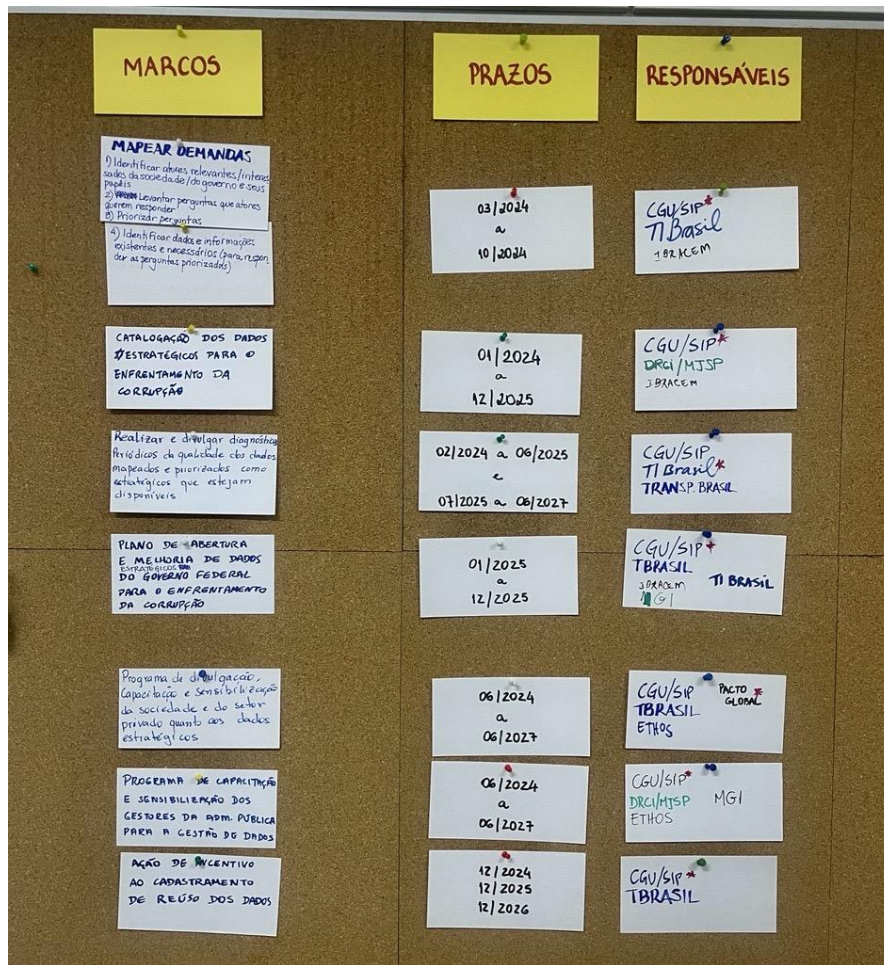 MARCOS
PRAZOS
RESPONSÁVEIS
MAPEAR DEMANDAS
1) Identificar atores relevantes/interes-
sados da sociedade/do governo e seus
papéis
2) Levantar perguntas que atores
querem responder
3) Priorizar perguntas
4) Identificar dados e informações
existentes e necessários (para respon-
der as perguntas priorizadas)
03/2024
a
10/2024
CGU/SIP*
TI Brasil
IBRACEM
CATALOGAÇÃO DOS DADOS
ESTRATÉGICOS PARA O
ENFRENTAMENTO DA
CORRUPÇÃO
01/2024
a
12/2025
CGU/SIP*
DRCI/MJSP
IBRACEM
Realizar e divulgar diagnósticos
Periódicos da qualidade dos dados
mapeados e priorizados como
estratégicos que estejam
disponíveis
02/2024 a 06/2025
e
07/2025 a 06/2027
CGU/SIP
TI Brasil*
TRANSP. BRASIL
PLANO DE ABERTURA
E MELHORIA DE DADOS
ESTRATÉGICOS
DO GOVERNO FEDERAL
PARA O ENFRENTAMENTO
DA CORRUPÇÃO
01/2025
a
12/2025
CGU/SIP*
TBRASIL
IBRACEM
TI BRASIL
MGI
Programa de divulgação,
Capacitação e sensibilização
da sociedade e do setor
privado quanto aos dados
estratégicos
06/2024
a
06/2027
CGU/SIP
TBRASIL
ETHOS
PACTO
GLOBAL*
PROGRAMA DE CAPACITAÇÃO
E SENSIBILIZAÇÃO DOS
GESTORES DA ADM. PÚBLICA
PARA A GESTÃO DE DADOS
06/2024
a
06/2027
CGU/SIP*
DRCI/MJSP
ETHOS
MGI
AÇÃO DE INCENTIVO
AO CADASTRAMENTO
DE REÚSO DOS DADOS
12/2024
12/2025
12/2026
CGU/SIP*
TBRASIL